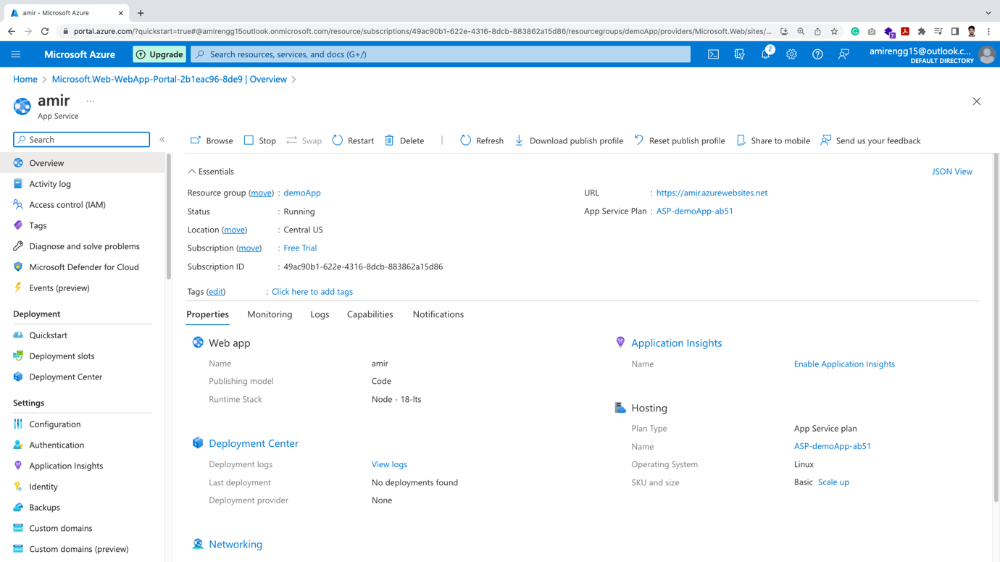 amir - Microsoft Azure
portal.azure.com/?quickstart=true#@amirengg15outlook.onmicrosoft.com/resource/subscriptions/49ac90b1-622e-4316-8dcb-883862a15d86/resourcegroups/demoApp/providers/Microsoft.Web/sites/...
7
Microsoft Azure
Upgrade
Search resources, services, and docs (G+/)
2
amirengg15@outlook.c...
DEFAULT DIRECTORY
Home > Microsoft.Web-WebApp-Portal-2b1eac96-8de9 | Overview >
amir ...
App Service
Search
«
Overview
Activity log
Access control (IAM)
Tags
Diagnose and solve problems
Microsoft Defender for Cloud
Events (preview)
Deployment
Quickstart
Deployment slots
Deployment Center
Settings
Configuration
Authentication
Application Insights
Identity
Backups
Custom domains
Custom domains (preview)
Browse Stop Swap Restart Delete Refresh Download publish profile Reset publish profile Share to mobile Send us your feedback
Essentials
JSON View
Resource group (move) : demoApp
Status : Running
Location (move) : Central US
Subscription (move) : Free Trial
Subscription ID : 49ac90b1-622e-4316-8dcb-883862a15d86
URL : https://amir.azurewebsites.net
App Service Plan : ASP-demoApp-ab51
Tags (edit) : Click here to add tags
Properties Monitoring Logs Capabilities Notifications
Web app
Name amir
Publishing model Code
Runtime Stack Node - 18-lts
Deployment Center
Deployment logs View logs
Last deployment No deployments found
Deployment provider None
Networking
Application Insights
Name Enable Application Insights
Hosting
Plan Type App Service plan
Name ASP-demoApp-ab51
Operating System Linux
SKU and size Basic Scale up